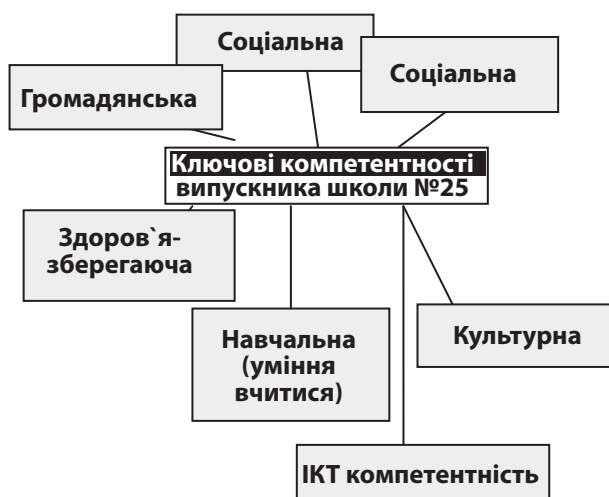 Соціальна
Соціальна
Громадянська
Ключові компетентності
випускника школи №25
Здоров`я-
зберегаюча
Навчальна
(уміння
вчитися)
Культурна
ІКТ компетентність